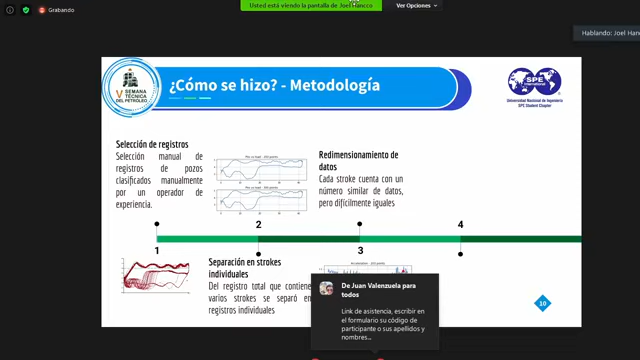 Grabando
Usted está viendo la pantalla de Joel Hancco
Ver Opciones
Hablando: Joel Han
V SEMANA
TÉCNICA
DEL PETRÓLEO
¿Cómo se hizo? - Metodología
SPE
International
Universidad Nacional de Ingeniería
SPE Student Chapter
Selección de registros
Selección manual de
registros de pozos
clasificados manualmente
por un operador de
experiencia.
Redimensionamiento de
datos
Cada stroke cuenta con un
número similar de datos,
pero difícilmente iguales
2
4
1
3
Separación en strokes
individuales
Del registro total que contiene
varios strokes se separó en
registros individuales
De Juan Valenzuela para
todos
Link de asistencia, escribir en
el formulario su código de
participante o sus apellidos y
nombres...
10